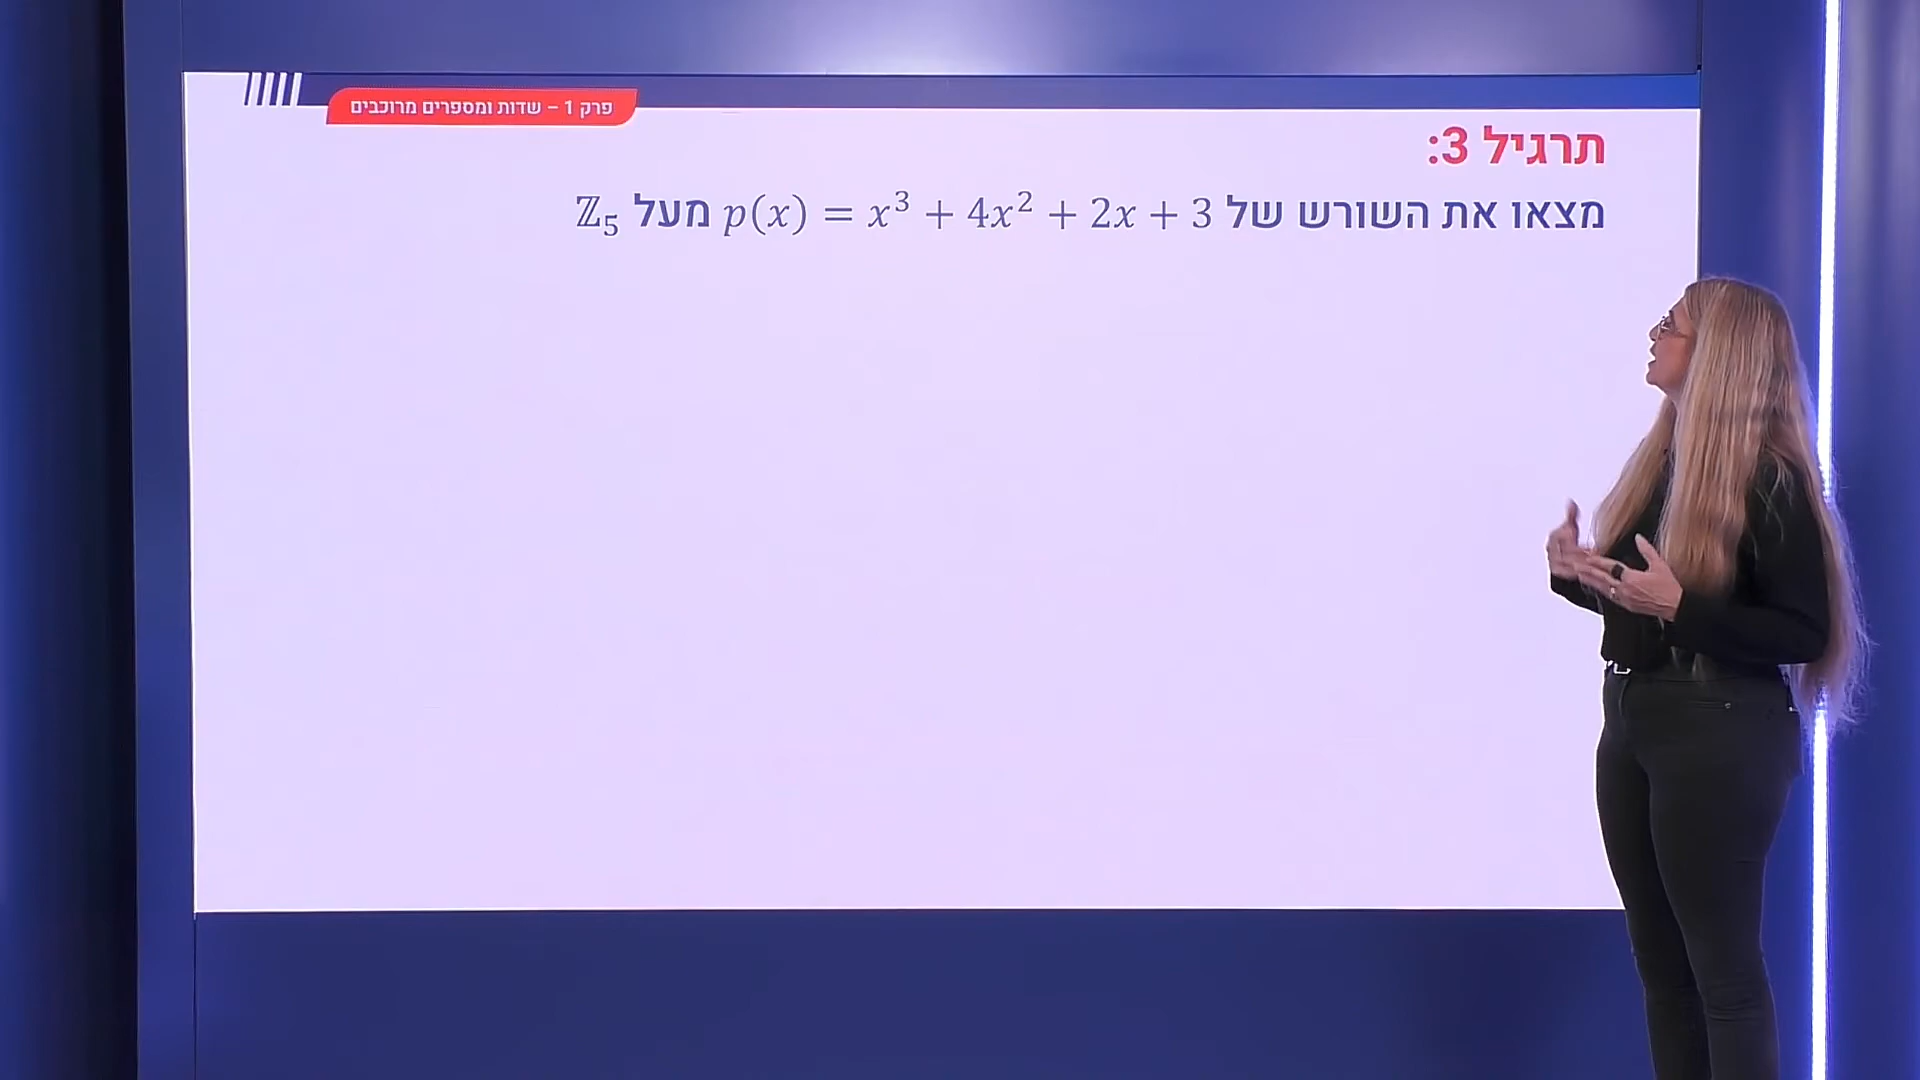 פרק 1 – שדות ומספרים מרוכבים
תרגיל 3:
מצאו את השורש של p(x) = x³ + 4x² + 2x + 3 מעל ℤ₅